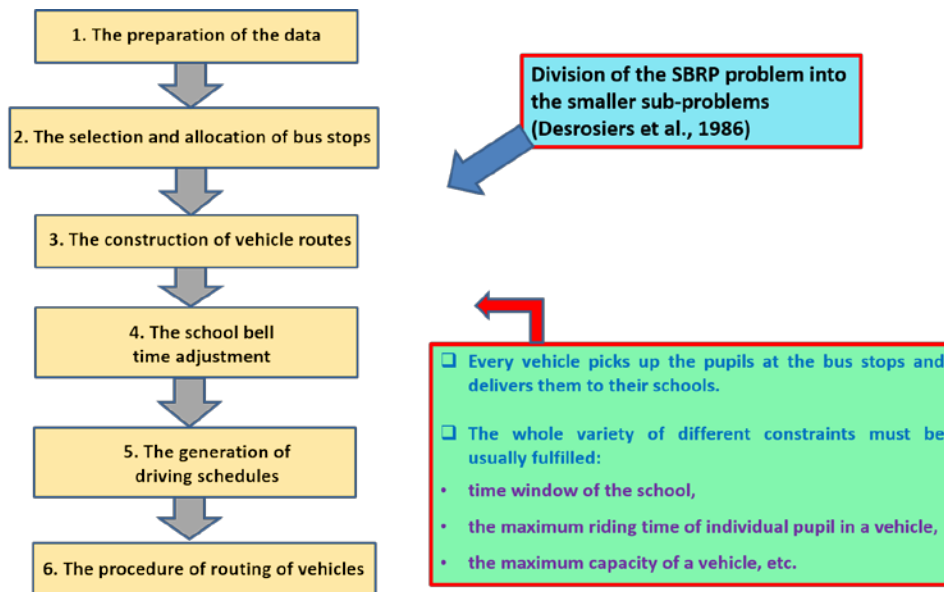 1. The preparation of the data
2. The selection and allocation of bus stops
3. The construction of vehicle routes
4. The school bell
time adjustment
5. The generation of
driving schedules
6. The procedure of routing of vehicles
Division of the SBRP problem into
the smaller sub-problems
(Desrosiers et al., 1986)
❑ Every vehicle picks up the pupils at the bus stops and
delivers them to their schools.
❑ The whole variety of different constraints must be
usually fulfilled:
• time window of the school,
• the maximum riding time of individual pupil in a vehicle,
• the maximum capacity of a vehicle, etc.